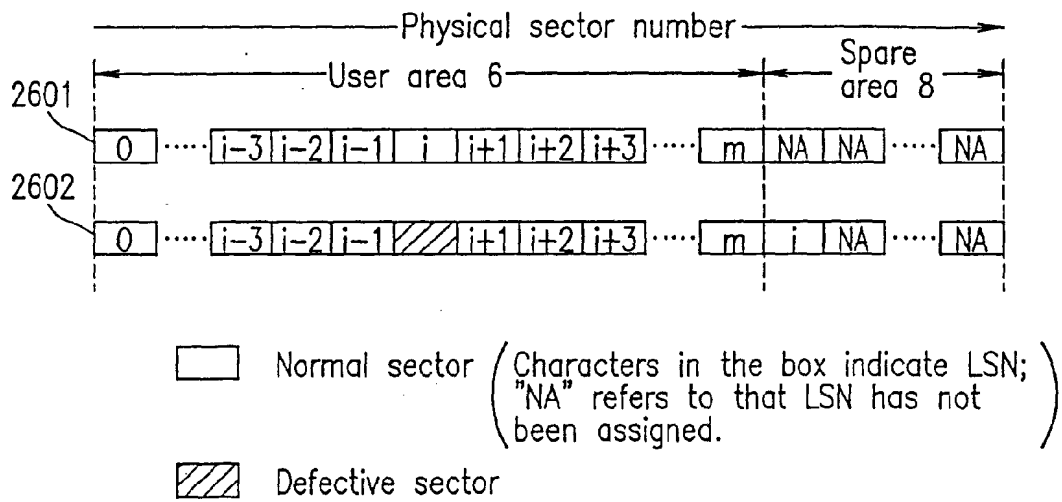 Physical sector number
User area 6
Spare area 8
2601
0 ····· i-3 i-2 i-1 i i+1 i+2 i+3 ····· m NA NA ····· NA
2602
0 ····· i-3 i-2 i-1 i+1 i+2 i+3 ····· m i NA ····· NA
Normal sector (Characters in the box indicate LSN;
"NA" refers to that LSN has not
been assigned.)
Defective sector